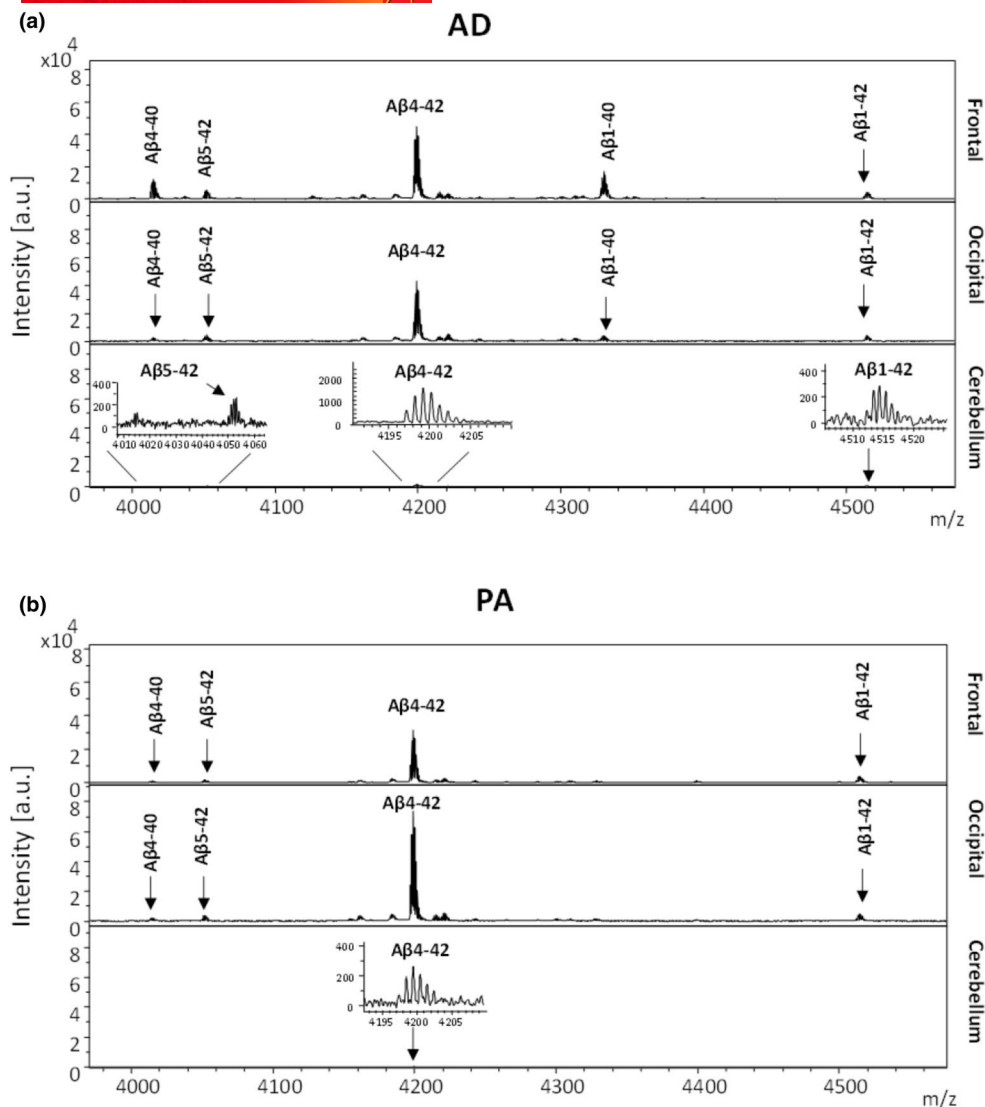 (a)
AD
x10
4
8
6
4
2
0
Aβ4-40
Aβ5-42
Aβ4-42
Aβ1-40
Aβ1-42
Frontal
8
6
4
2
0
Aβ4-40
Aβ5-42
Aβ4-42
Aβ1-40
Aβ1-42
Occipital
Intensity [a.u.]
8
6
4
2
0
Aβ5-42
400
200
0
4010 4020 4030 4040 4050 4060
Aβ4-42
2000
1000
0
4195 4200 4205
Aβ1-42
400
200
0
4510 4515 4520
Cerebellum
4000 4100 4200 4300 4400 4500
m/z
(b)
PA
x10
4
8
6
4
2
0
Aβ4-40
Aβ5-42
Aβ4-42
Aβ1-42
Frontal
8
6
4
2
0
Aβ4-40
Aβ5-42
Aβ4-42
Aβ1-42
Occipital
Intensity [a.u.]
8
6
4
2
0
Aβ4-42
400
200
0
4195 4200 4205
Cerebellum
4000 4100 4200 4300 4400 4500
m/z